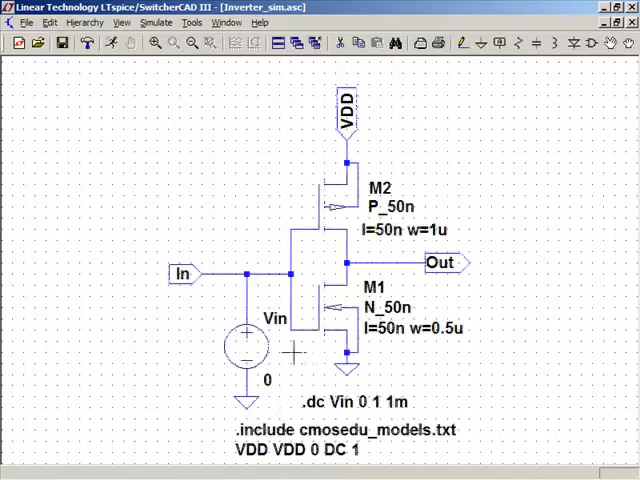 Linear Technology LTspice/SwitcherCAD III - [Inverter_sim.asc]
File Edit Hierarchy View Simulate Tools Window Help
VDD
M2
P_50n
l=50n w=1u
In
Out
M1
N_50n
l=50n w=0.5u
Vin
+
−
0
.dc Vin 0 1 1m
.include cmosedu_models.txt
VDD VDD 0 DC 1